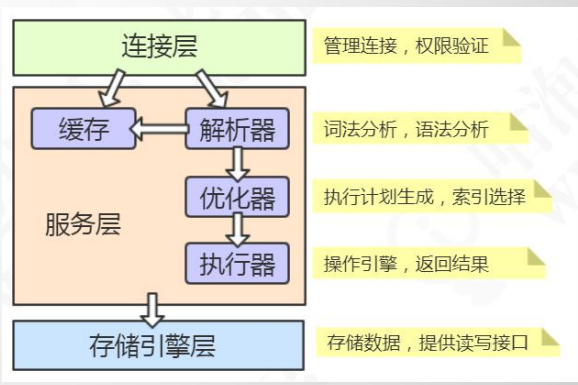 连接层
管理连接，权限验证
缓存
解析器
词法分析，语法分析
优化器
执行计划生成，索引选择
服务层
执行器
操作引擎，返回结果
存储引擎层
存储数据，提供读写接口